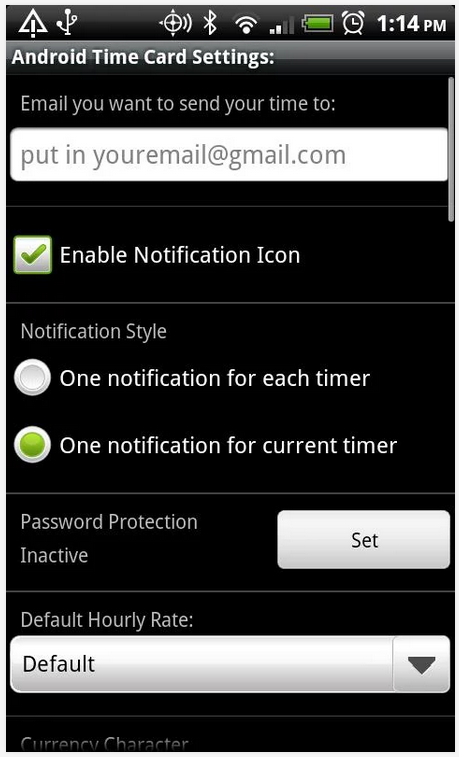 1:14 PM
Android Time Card Settings:
Email you want to send your time to:
put in youremail@gmail.com
Enable Notification Icon
Notification Style
One notification for each timer
One notification for current timer
Password Protection
Inactive
Set
Default Hourly Rate:
Default
Currency Character